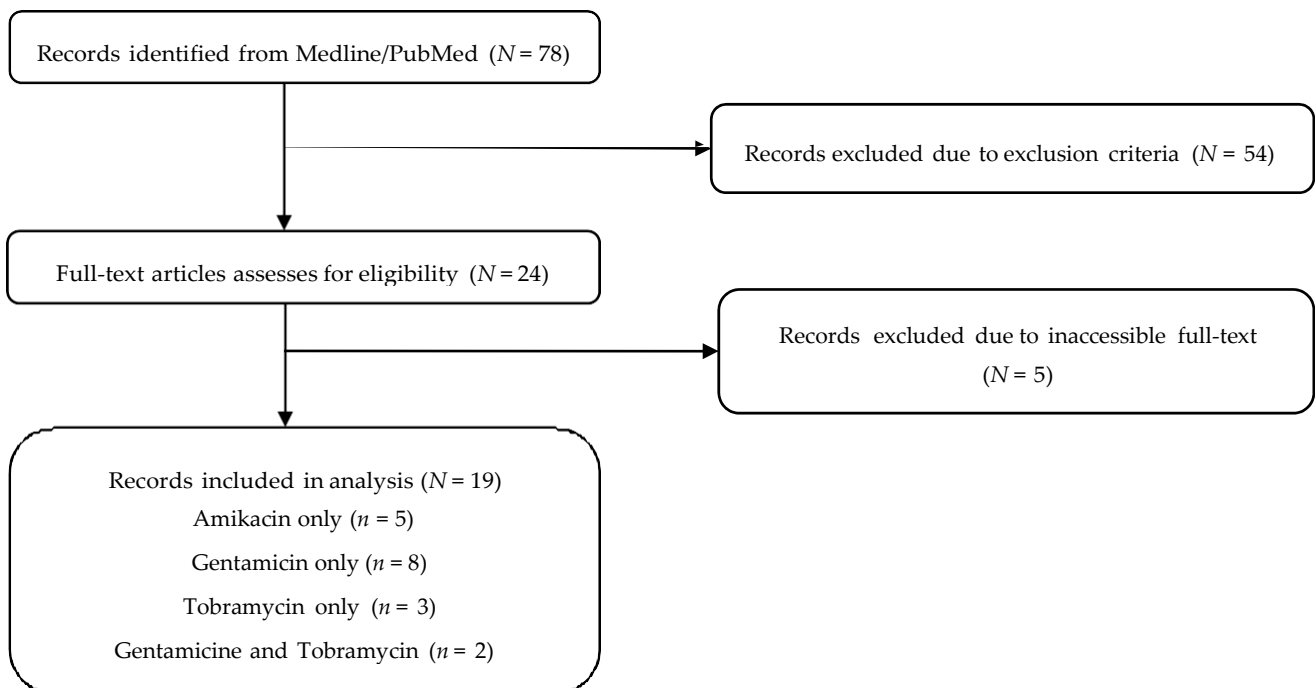 Records identified from Medline/PubMed (N = 78)
Records excluded due to exclusion criteria (N = 54)
Full-text articles assesses for eligibility (N = 24)
Records excluded due to inaccessible full-text
(N = 5)
Records included in analysis (N = 19)
Amikacin only (n = 5)
Gentamicin only (n = 8)
Tobramycin only (n = 3)
Gentamicine and Tobramycin (n = 2)